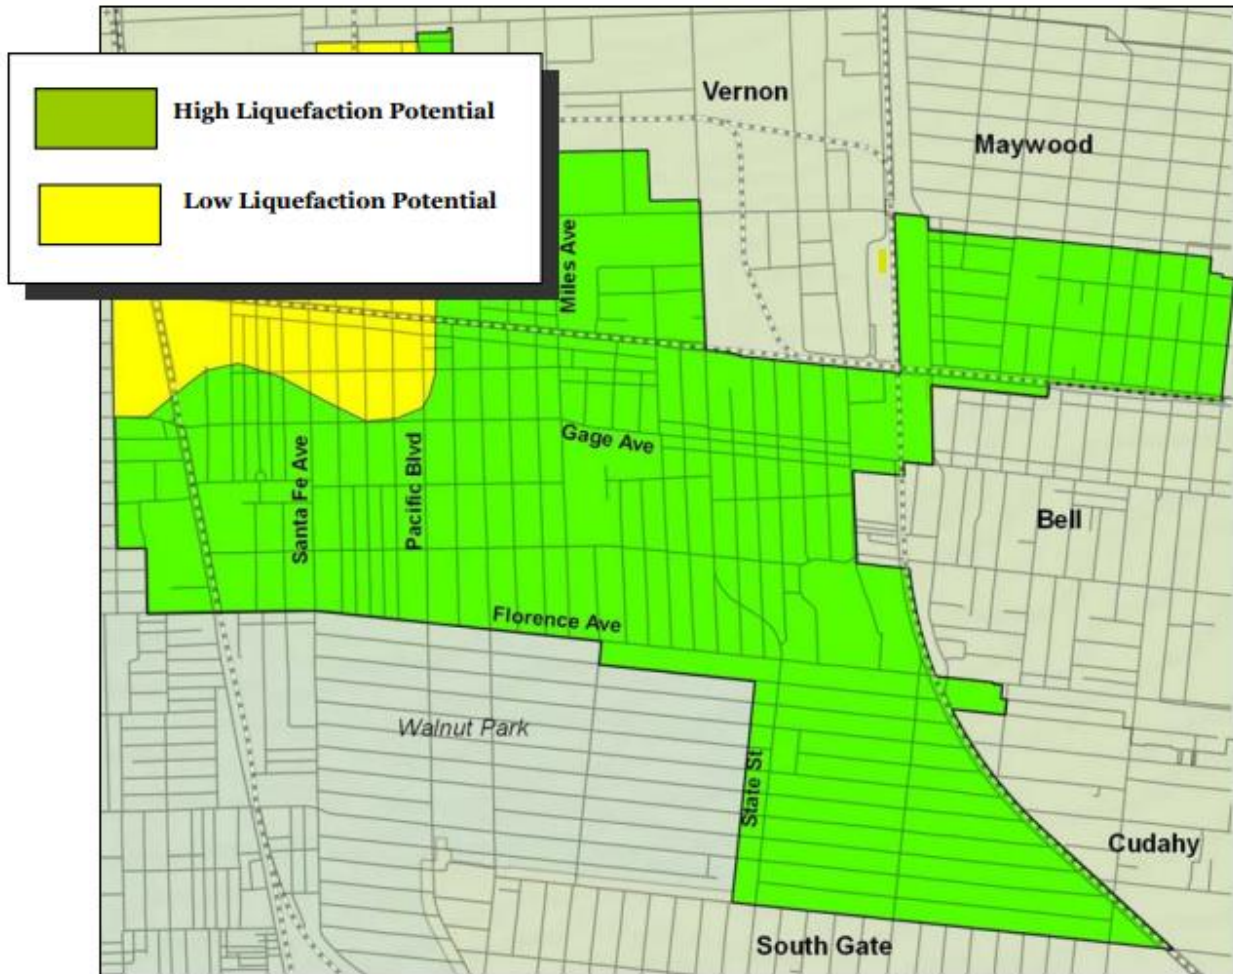 High Liquefaction Potential
Low Liquefaction Potential
Vernon
Maywood
Miles Ave
Gage Ave
Santa Fe Ave
Pacific Blvd
Bell
Florence Ave
Walnut Park
State St
Cudahy
South Gate